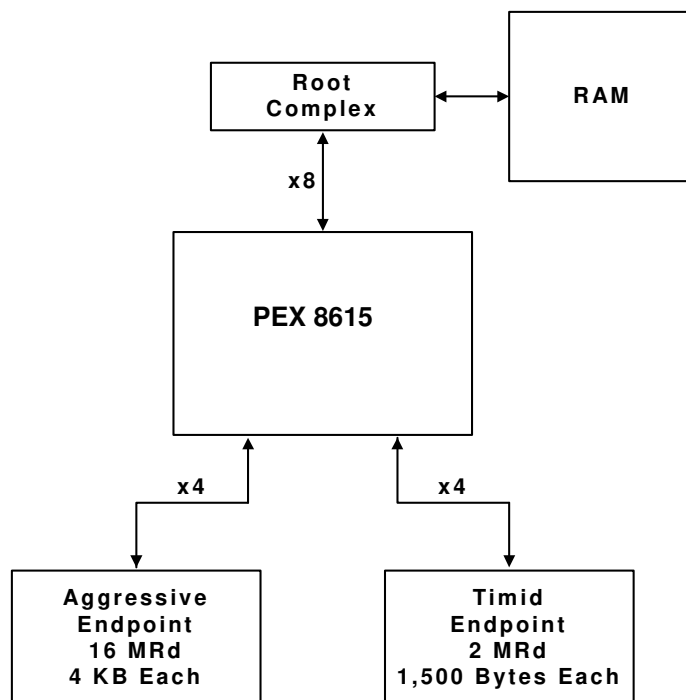 Root
Complex
RAM
x8
PEX 8615
x4
x4
Aggressive
Endpoint
16 MRd
4 KB Each
Timid
Endpoint
2 MRd
1,500 Bytes Each